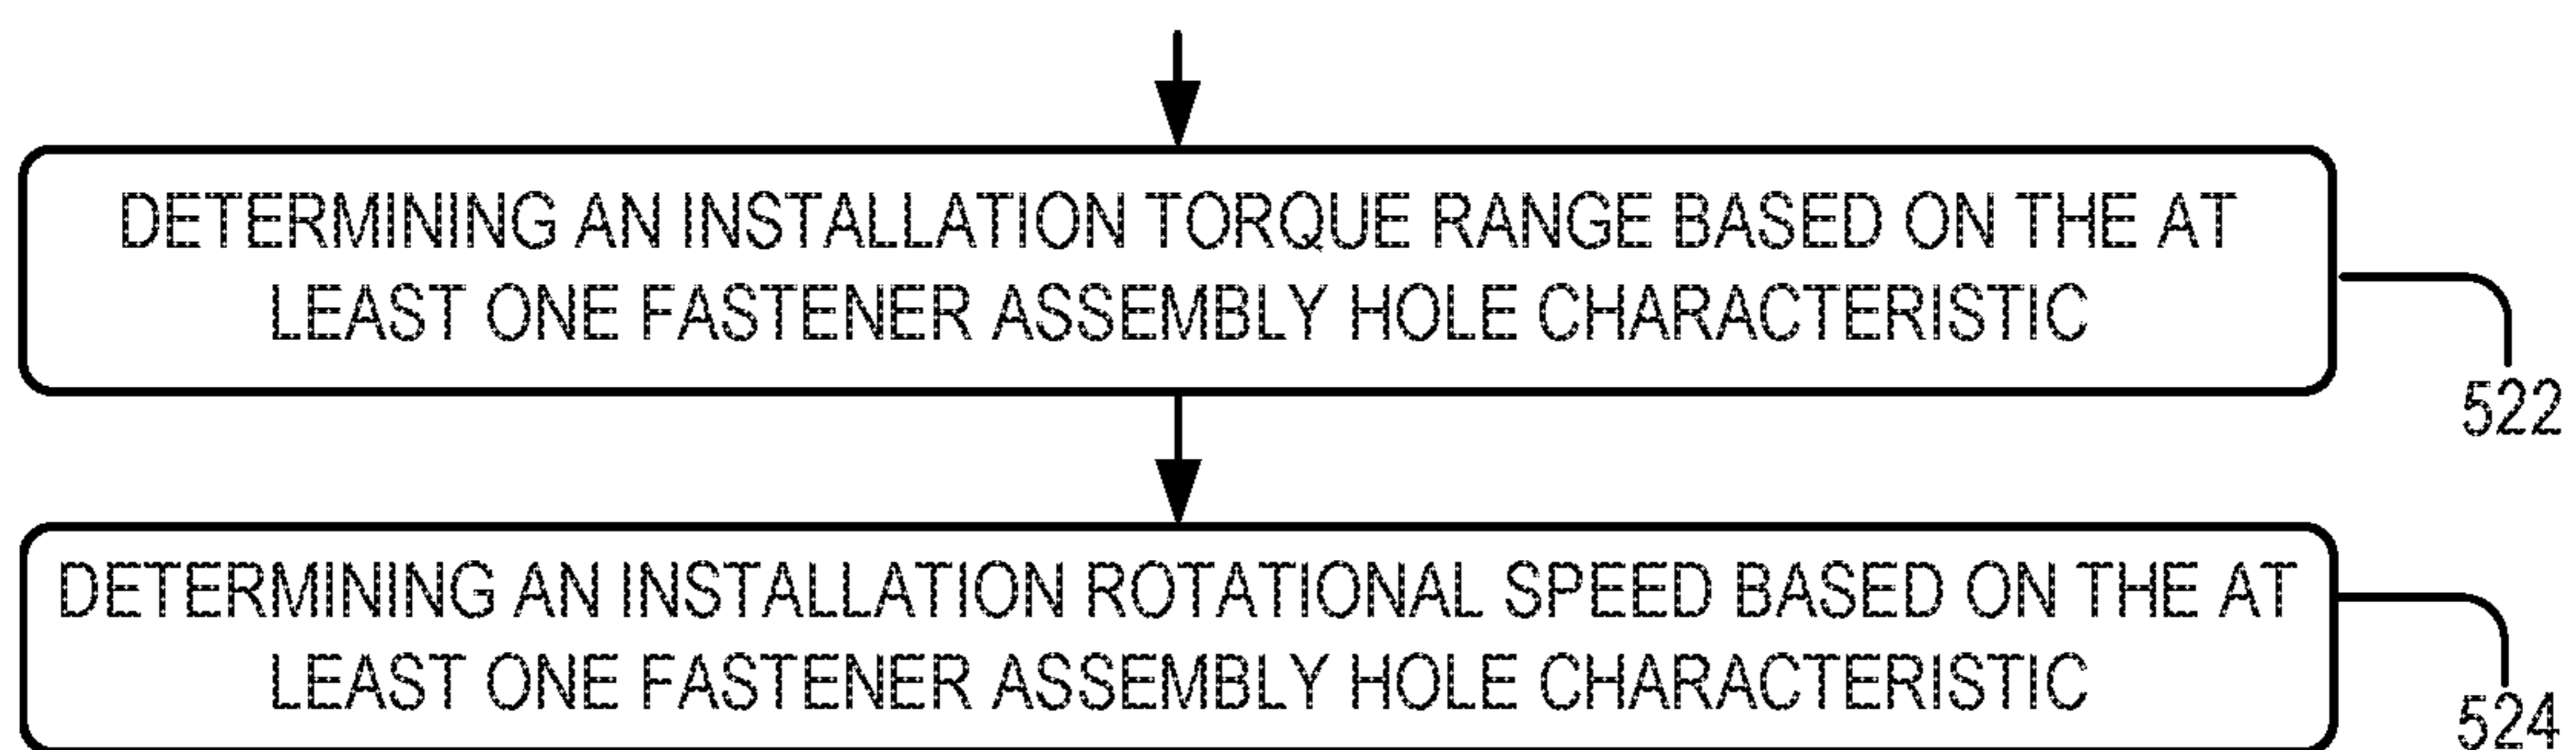 DETERMINING AN INSTALLATION TORQUE RANGE BASED ON THE AT
LEAST ONE FASTENER ASSEMBLY HOLE CHARACTERISTIC
522
DETERMINING AN INSTALLATION ROTATIONAL SPEED BASED ON THE AT
LEAST ONE FASTENER ASSEMBLY HOLE CHARACTERISTIC
524